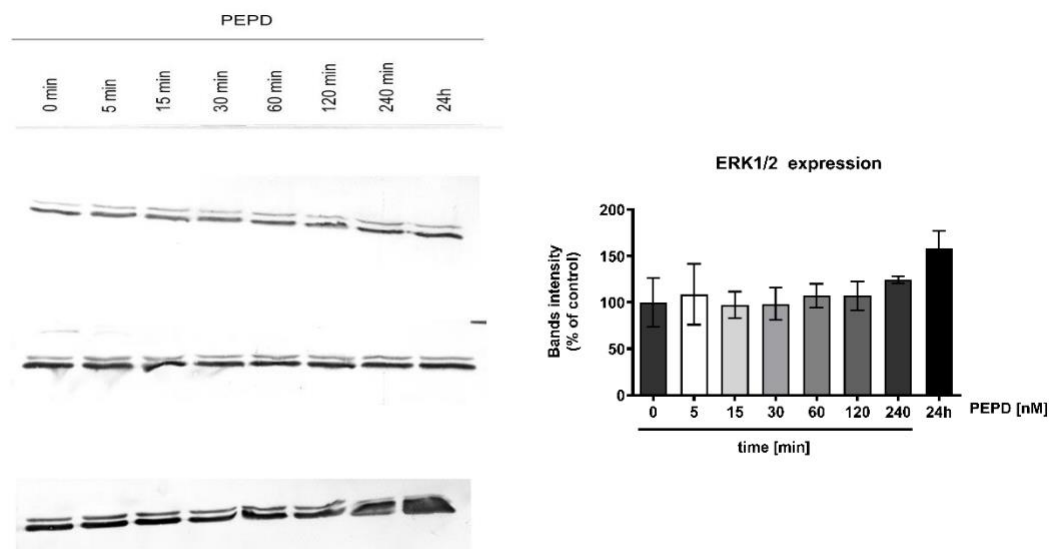 PEPD
0 min
5 min
15 min
30 min
60 min
120 min
240 min
24h
ERK1/2 expression
Bands intensity
(% of control)
200
150
100
50
0
0 5 15 30 60 120 240 24h PEPD [nM]
time [min]